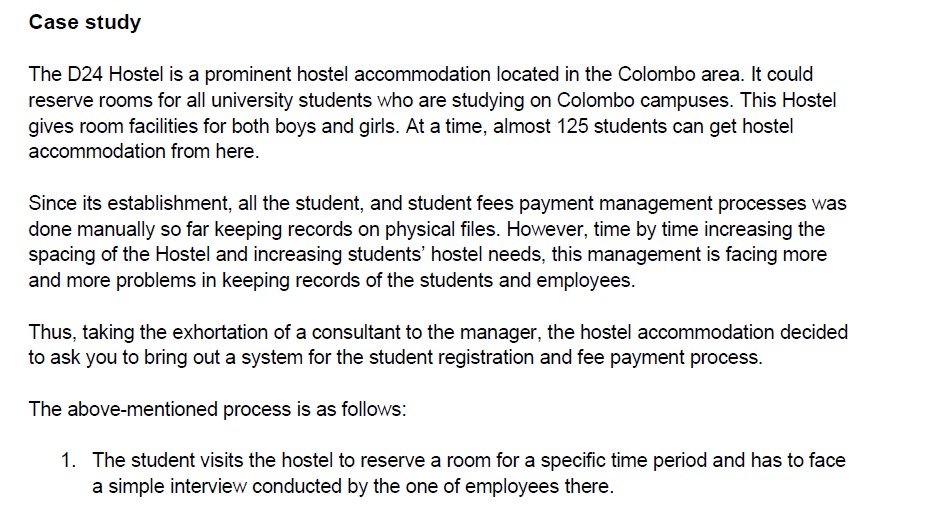 Case study
The D24 Hostel is a prominent hostel accommodation located in the Colombo area. It could
reserve rooms for all university students who are studying on Colombo campuses. This Hostel
gives room facilities for both boys and girls. At a time, almost 125 students can get hostel
accommodation from here.
Since its establishment, all the student, and student fees payment management processes was
done manually so far keeping records on physical files. However, time by time increasing the
spacing of the Hostel and increasing students’ hostel needs, this management is facing more
and more problems in keeping records of the students and employees.
Thus, taking the exhortation of a consultant to the manager, the hostel accommodation decided
to ask you to bring out a system for the student registration and fee payment process.
The above-mentioned process is as follows:
1. The student visits the hostel to reserve a room for a specific time period and has to face
a simple interview conducted by the one of employees there.